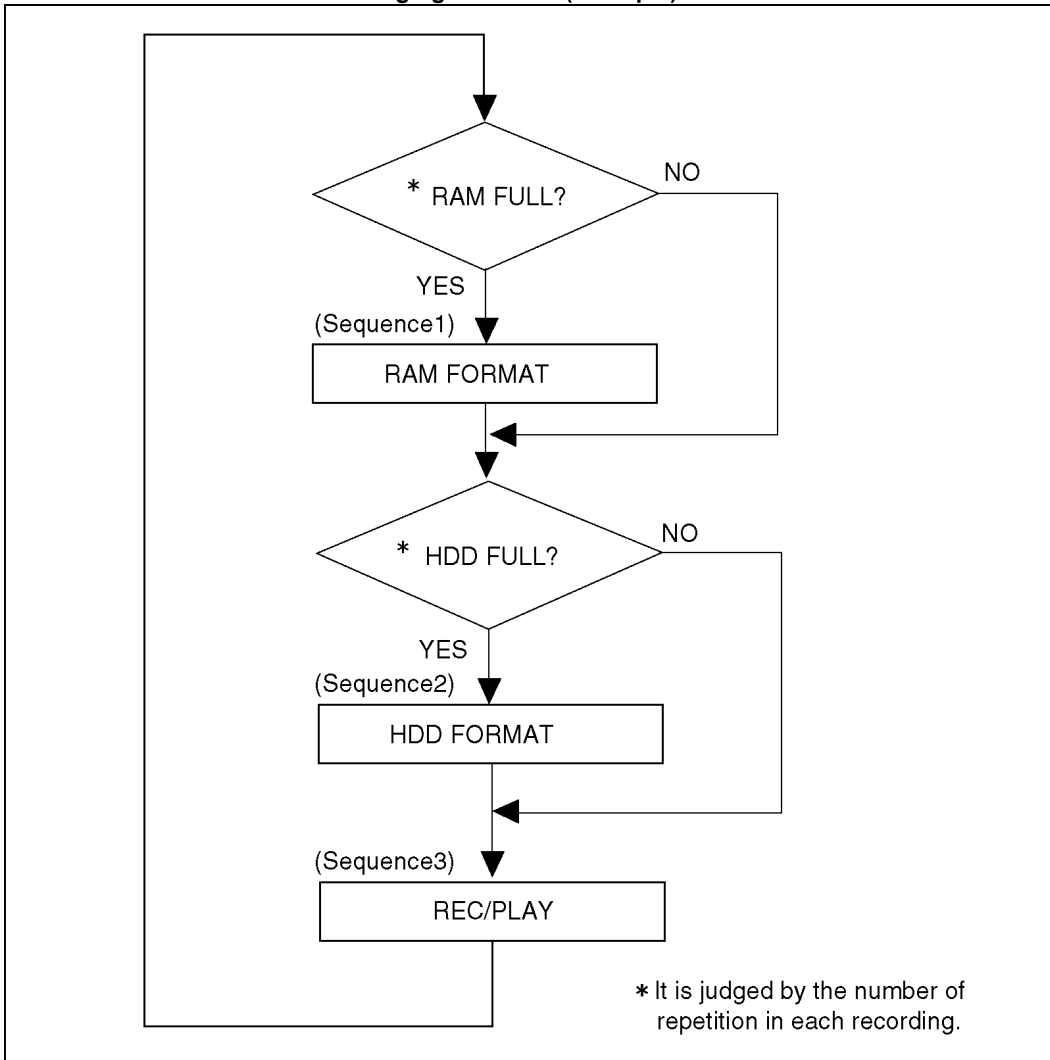 * RAM FULL?
NO
YES
(Sequence1)
RAM FORMAT
* HDD FULL?
NO
YES
(Sequence2)
HDD FORMAT
(Sequence3)
REC/PLAY
* It is judged by the number of
repetition in each recording.